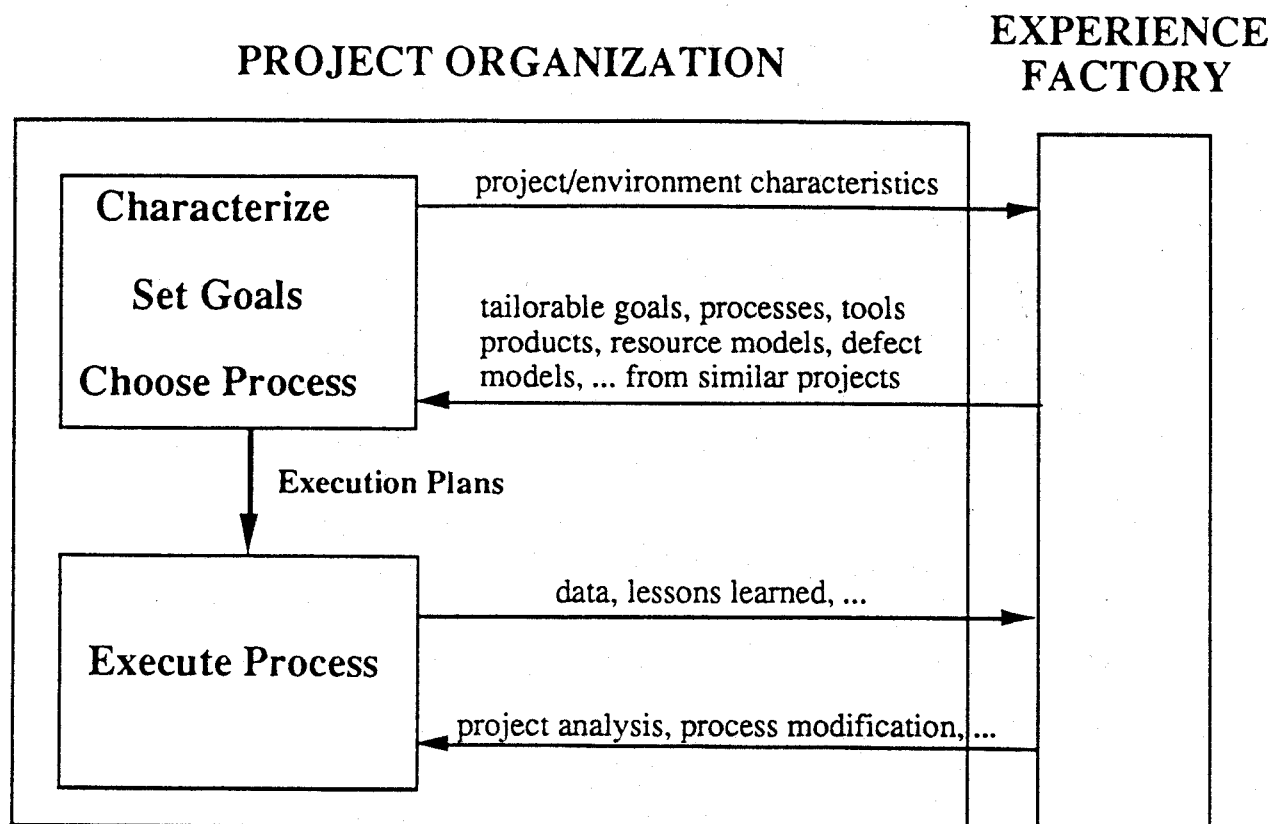 PROJECT ORGANIZATION
EXPERIENCE
FACTORY
Characterize
Set Goals
Choose Process
project/environment characteristics
tailorable goals, processes, tools
products, resource models, defect
models, ... from similar projects
Execution Plans
Execute Process
data, lessons learned, ...
project analysis, process modification, ...